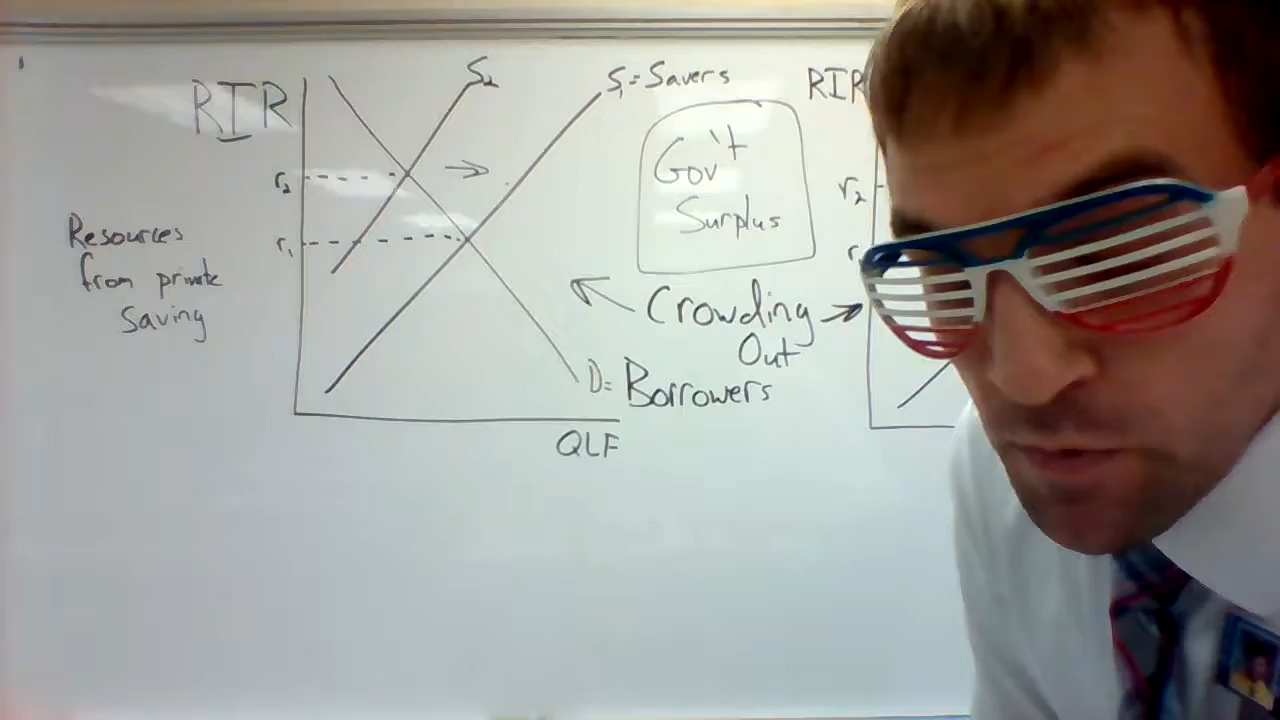 RIR
S₂
S₁ = Savers
r₂
r₁
Resources
from private
Saving
Gov't
Surplus
Crowding
Out
D = Borrowers
QLF
RIR
r₂
r